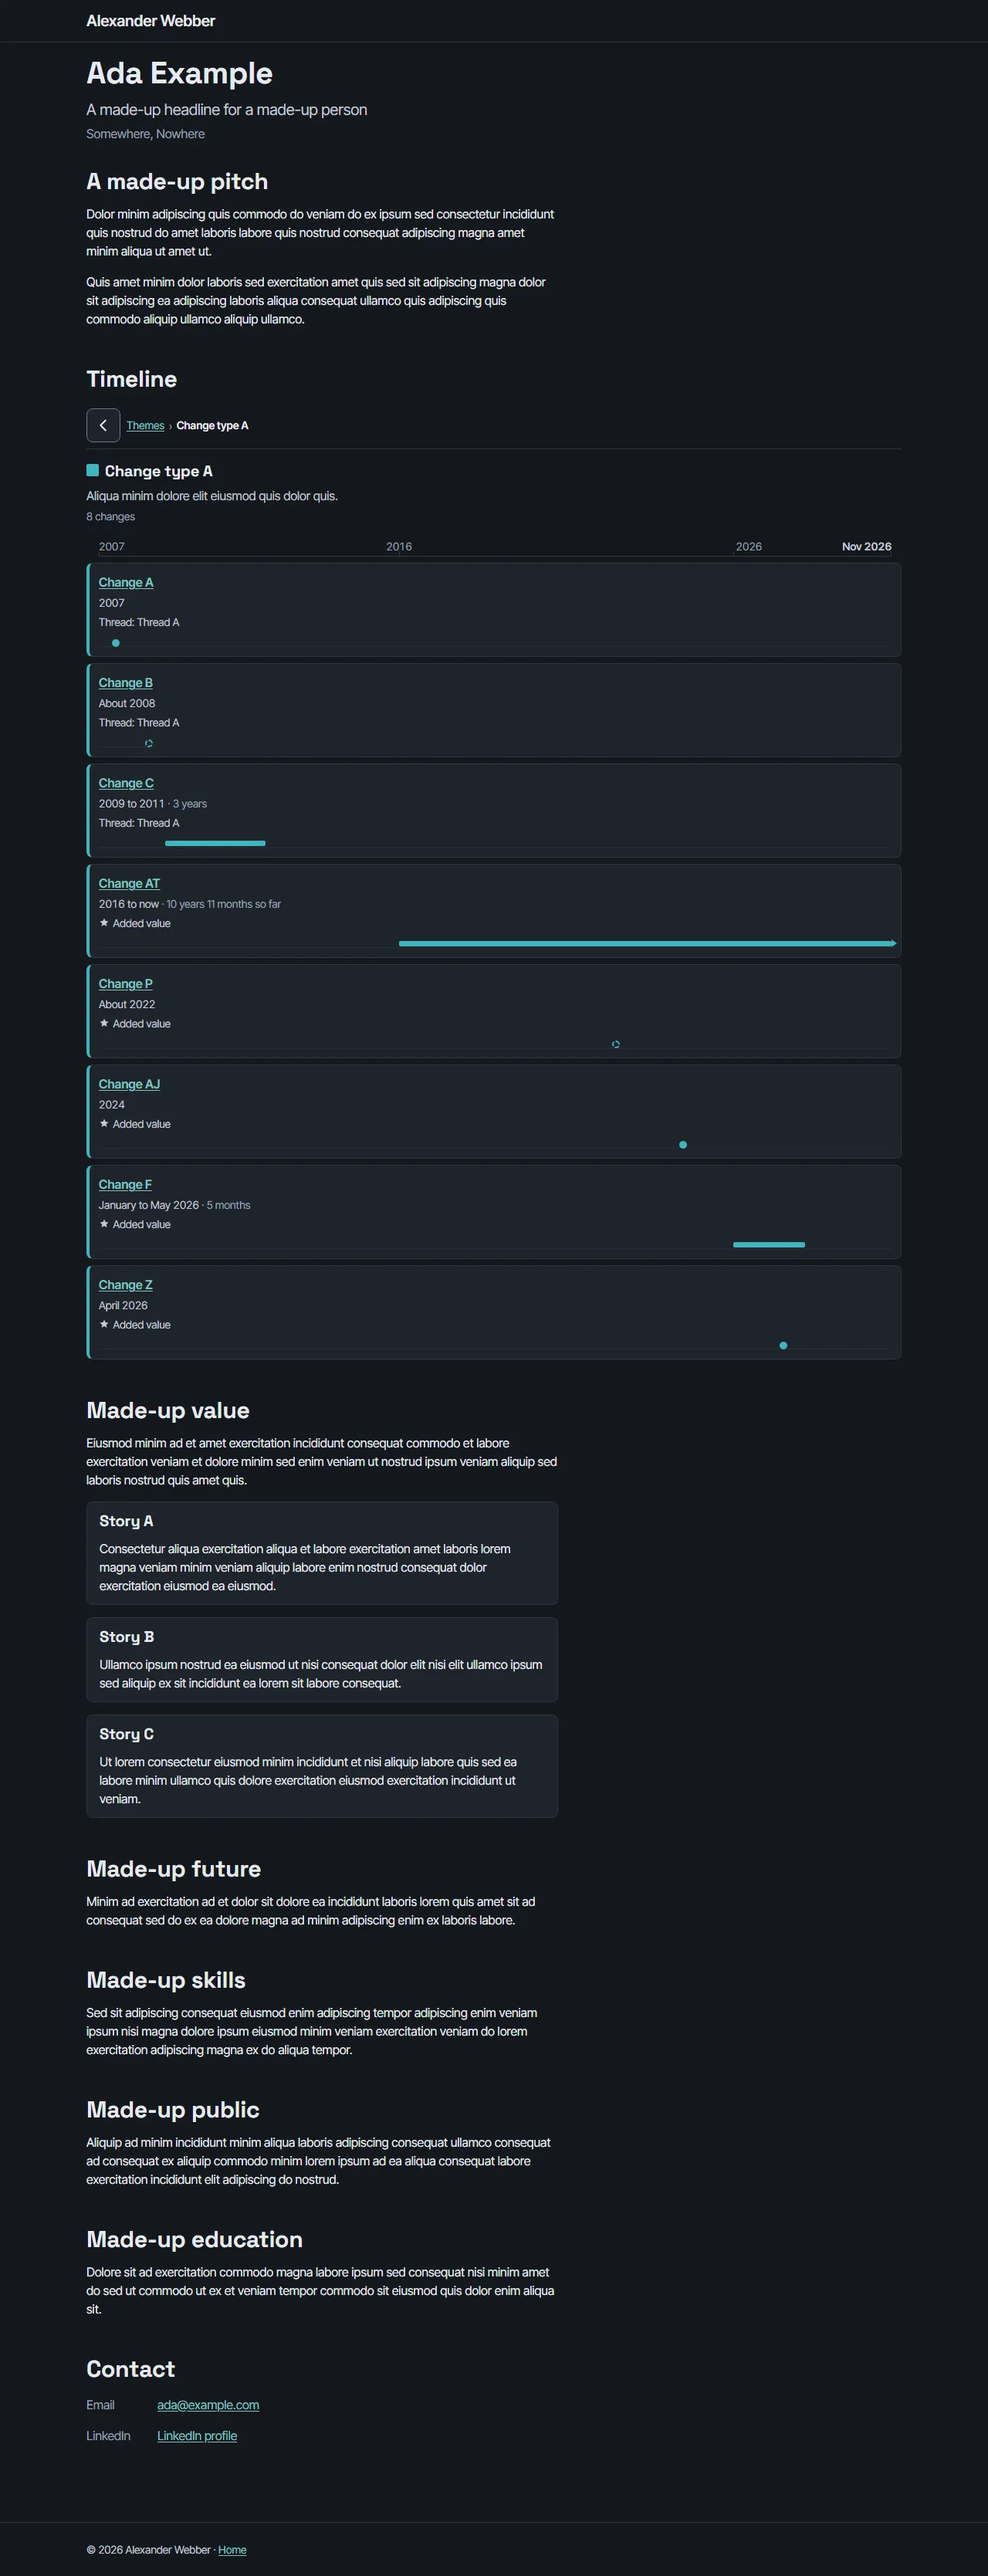 Alexander Webber
Ada Example
A made-up headline for a made-up person
Somewhere, Nowhere
A made-up pitch
Dolor minim adipiscing quis commodo do veniam do ex ipsum sed consectetur incididunt
quis nostrud do amet laboris labore quis nostrud consequat adipiscing magna amet
minim aliqua ut amet ut.
Quis amet minim dolor laboris sed exercitation amet quis sed sit adipiscing magna dolor
sit adipiscing ea adipiscing laboris aliqua consequat ullamco quis adipiscing quis
commodo aliquip ullamco aliquip ullamco.
Timeline
Themes › Change type A
Change type A
Aliqua minim dolore elit eiusmod quis dolor quis.
8 changes
2007 2016 2026 Nov 2026
Change A
2007
Thread: Thread A
Change B
About 2008
Thread: Thread A
Change C
2009 to 2011 · 3 years
Thread: Thread A
Change AT
2016 to now · 10 years 11 months so far
★ Added value
Change P
About 2022
★ Added value
Change AJ
2024
★ Added value
Change F
January to May 2026 · 5 months
★ Added value
Change Z
April 2026
★ Added value
Made-up value
Eiusmod minim ad et amet exercitation incididunt consequat commodo et labore
exercitation veniam et dolore minim sed enim veniam ut nostrud ipsum veniam aliquip sed
laboris nostrud quis amet quis.
Story A
Consectetur aliqua exercitation aliqua et labore exercitation amet laboris lorem
magna veniam minim veniam aliquip labore enim nostrud consequat dolor
exercitation eiusmod ea eiusmod.
Story B
Ullamco ipsum nostrud ea eiusmod ut nisi consequat dolor elit nisi elit ullamco ipsum
sed aliquip ex sit incididunt ea lorem sit labore consequat.
Story C
Ut lorem consectetur eiusmod minim incididunt et nisi aliquip labore quis sed ea
labore minim ullamco quis dolore exercitation eiusmod exercitation incididunt ut
veniam.
Made-up future
Minim ad exercitation ad et dolor sit dolore ea incididunt laboris lorem quis amet sit ad
consequat sed do ex ea dolore magna ad minim adipiscing enim ex laboris labore.
Made-up skills
Sed sit adipiscing consequat eiusmod enim adipiscing tempor adipiscing enim veniam
ipsum nisi magna dolore ipsum eiusmod minim veniam exercitation veniam do lorem
exercitation adipiscing magna ex do aliqua tempor.
Made-up public
Aliquip ad minim incididunt minim aliqua laboris adipiscing consequat ullamco consequat
ad consequat ex aliquip commodo minim lorem ipsum ad ea aliqua consequat labore
exercitation incididunt elit adipiscing do nostrud.
Made-up education
Dolore sit ad exercitation commodo magna labore ipsum sed consequat nisi minim amet
do sed ut commodo ut ex et veniam tempor commodo sit eiusmod quis dolor enim aliqua
sit.
Contact
Email ada@example.com
LinkedIn LinkedIn profile
© 2026 Alexander Webber · Home